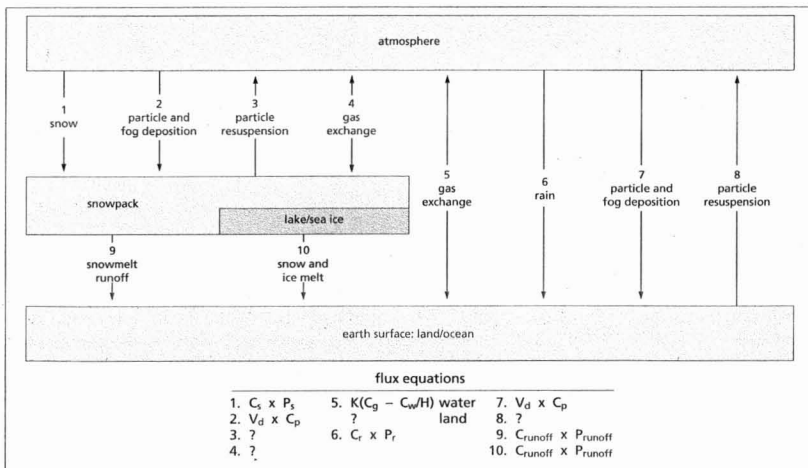 atmosphere
1
snow
2
particle and
fog deposition
3
particle
resuspension
4
gas
exchange
5
gas
exchange
6
rain
7
particle and
fog deposition
8
particle
resuspension
snowpack
lake/sea ice
9
snowmelt
runoff
10
snow and
ice melt
earth surface: land/ocean
flux equations
1. Cs x Ps 5. K(Cg – Cw/H) water 7. Vd x Cp
2. Vd x Cp ? land 8. ?
3. ? 6. Cr x Pr 9. Crunoff x Prunoff
4. ? 10. Crunoff x Prunoff